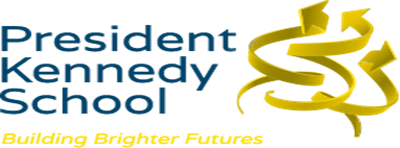 President
Kennedy
School
Building Brighter Futures